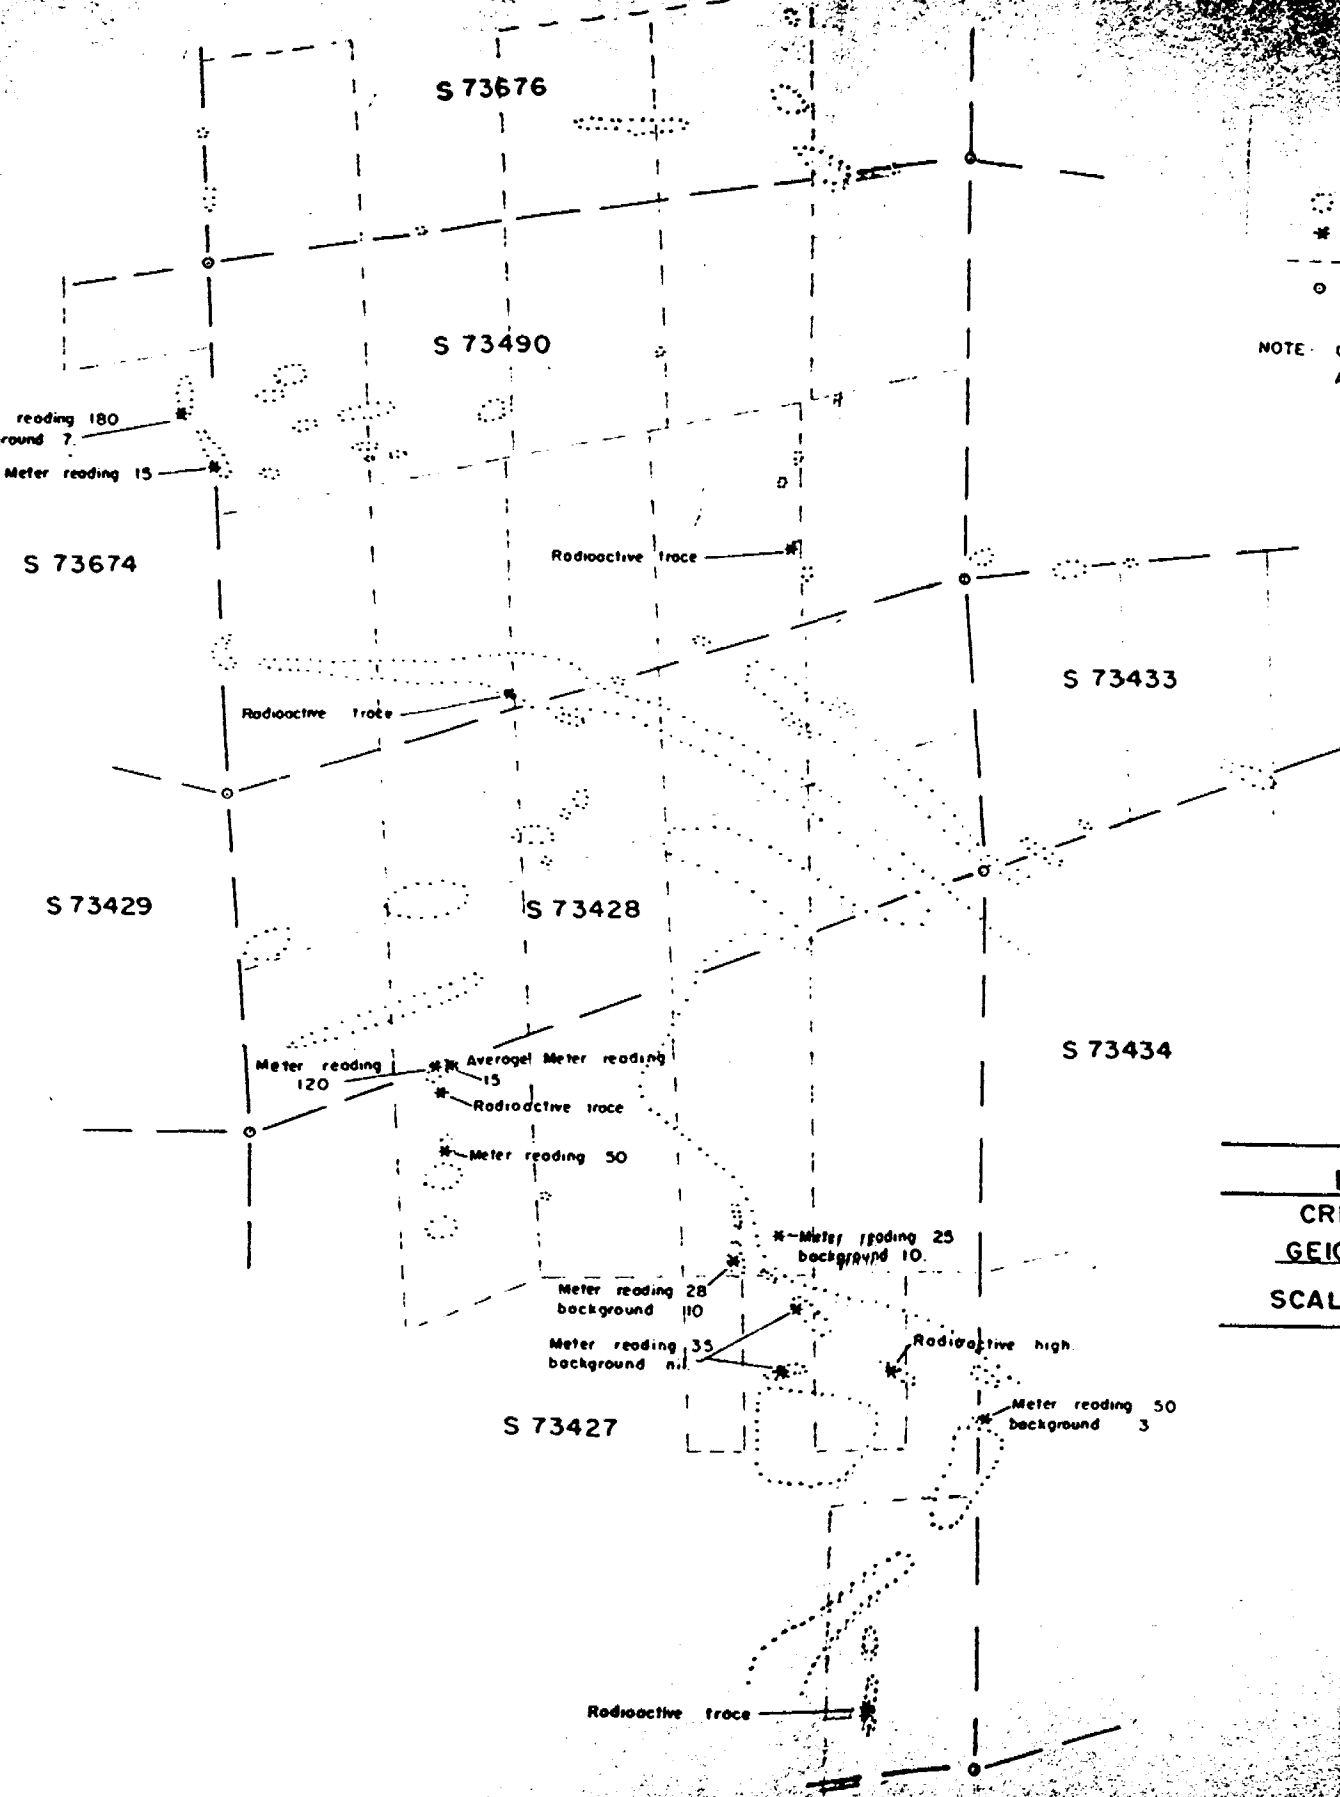 S 73676
S 73490
NOTE
reading 180
round 7
Meter reading 15
S 73674
Radioactive trace
S 73433
Radioactive trace
S 73429
S 73428
S 73434
Meter reading
120
Average Meter reading
15
Radioactive trace
Meter reading 50
Meter reading 25
background 10
Meter reading 28
background 10
Meter reading 35
background nil
Radioactive high
Meter reading 50
background 3
S 73427
CR
GEIG
SCAL
Radioactive trace